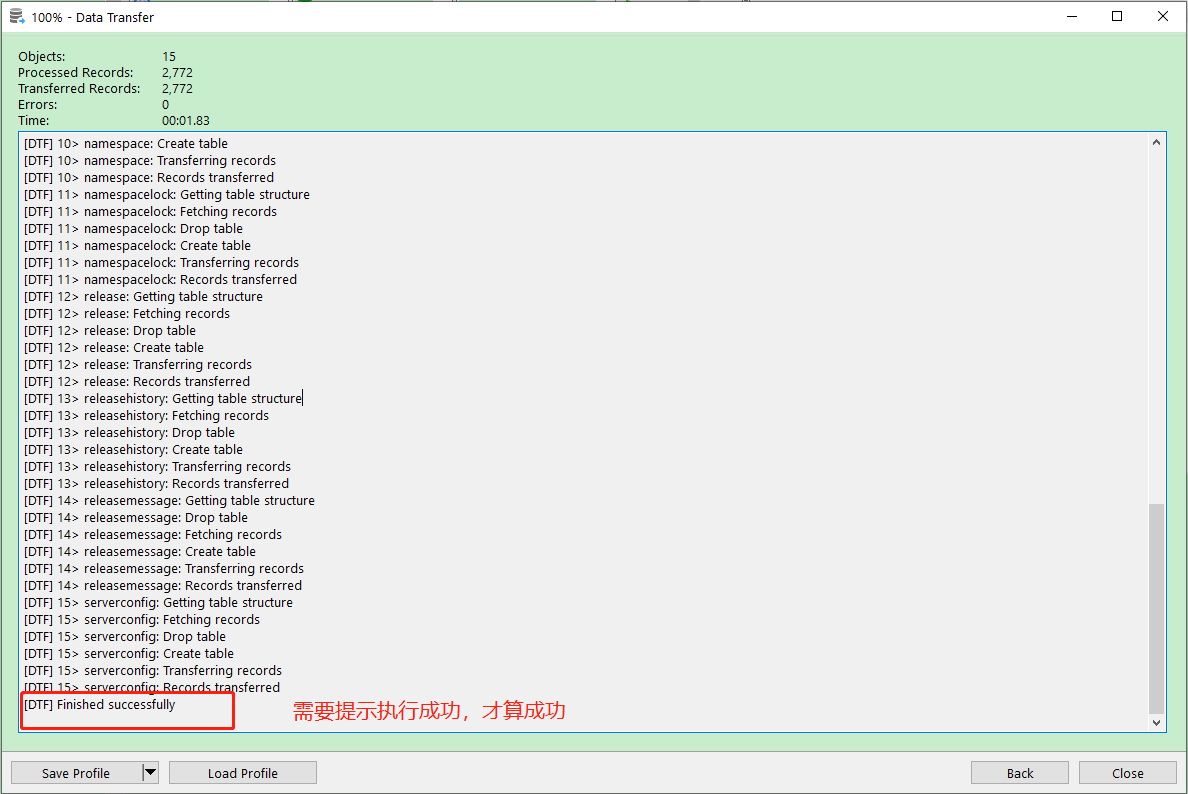 100% - Data Transfer
Objects: 15
Processed Records: 2,772
Transferred Records: 2,772
Errors: 0
Time: 00:01.83
[DTF] 10> namespace: Create table
[DTF] 10> namespace: Transferring records
[DTF] 10> namespace: Records transferred
[DTF] 11> namespacelock: Getting table structure
[DTF] 11> namespacelock: Fetching records
[DTF] 11> namespacelock: Drop table
[DTF] 11> namespacelock: Create table
[DTF] 11> namespacelock: Transferring records
[DTF] 11> namespacelock: Records transferred
[DTF] 12> release: Getting table structure
[DTF] 12> release: Fetching records
[DTF] 12> release: Drop table
[DTF] 12> release: Create table
[DTF] 12> release: Transferring records
[DTF] 12> release: Records transferred
[DTF] 13> releasehistory: Getting table structure
[DTF] 13> releasehistory: Fetching records
[DTF] 13> releasehistory: Drop table
[DTF] 13> releasehistory: Create table
[DTF] 13> releasehistory: Transferring records
[DTF] 13> releasehistory: Records transferred
[DTF] 14> releasemessage: Getting table structure
[DTF] 14> releasemessage: Drop table
[DTF] 14> releasemessage: Fetching records
[DTF] 14> releasemessage: Create table
[DTF] 14> releasemessage: Transferring records
[DTF] 14> releasemessage: Records transferred
[DTF] 15> serverconfig: Getting table structure
[DTF] 15> serverconfig: Fetching records
[DTF] 15> serverconfig: Drop table
[DTF] 15> serverconfig: Create table
[DTF] 15> serverconfig: Transferring records
[DTF] 15> serverconfig: Records transferred
[DTF] Finished successfully
需要提示执行成功，才算成功
Save Profile Load Profile Back Close